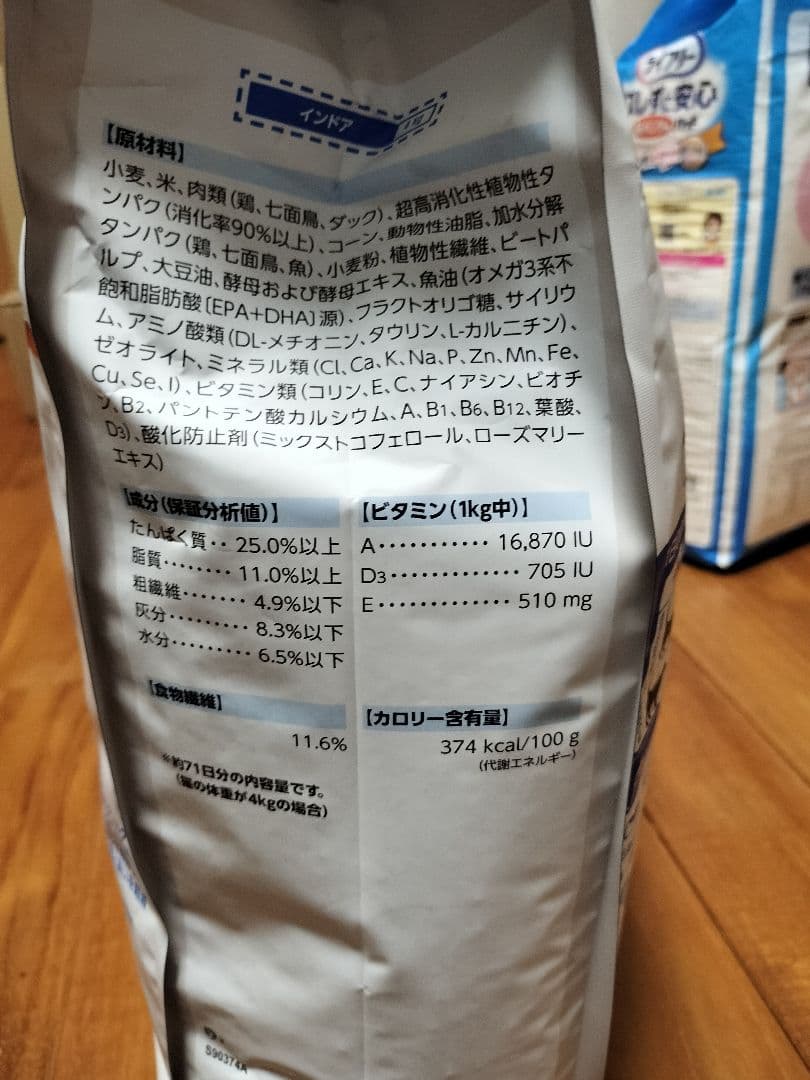 インドア
【原材料】
小麦、米、肉類(鶏、七面鳥、ダック)、超高消化性植物性タ
ンパク(消化率90%以上)、コーン、動物性油脂、加水分解
タンパク(鶏、七面鳥、魚)、小麦粉、植物性繊維、ビートパ
ルプ、大豆油、酵母および酵母エキス、魚油(オメガ3系不
飽和脂肪酸〔EPA+DHA〕源)、フラクトオリゴ糖、サイリウ
ム、アミノ酸類(DL-メチオニン、タウリン、L-カルニチン)、
ゼオライト、ミネラル類(Cl、Ca、K、Na、P、Zn、Mn、Fe、
Cu、Se、I)、ビタミン類(コリン、E、C、ナイアシン、ビオチ
ン、B2、パントテン酸カルシウム、A、B1、B6、B12、葉酸、
D3)、酸化防止剤(ミックストコフェロール、ローズマリー
エキス)
【成分(保証分析値)】
たんぱく質‥25.0%以上
脂質········11.0%以上
粗繊維·······4.9%以下
灰分·········8.3%以下
水分·········6.5%以下
【食物繊維】
11.6%
※約71日分の内容量です。
(猫の体重が4kgの場合)
【ビタミン(1kg中)】
A···········16,870 IU
D3·············705 IU
E·············510 mg
【カロリー含有量】
374 kcal/100 g
(代謝エネルギー)
S90374A
ライフリー
安心